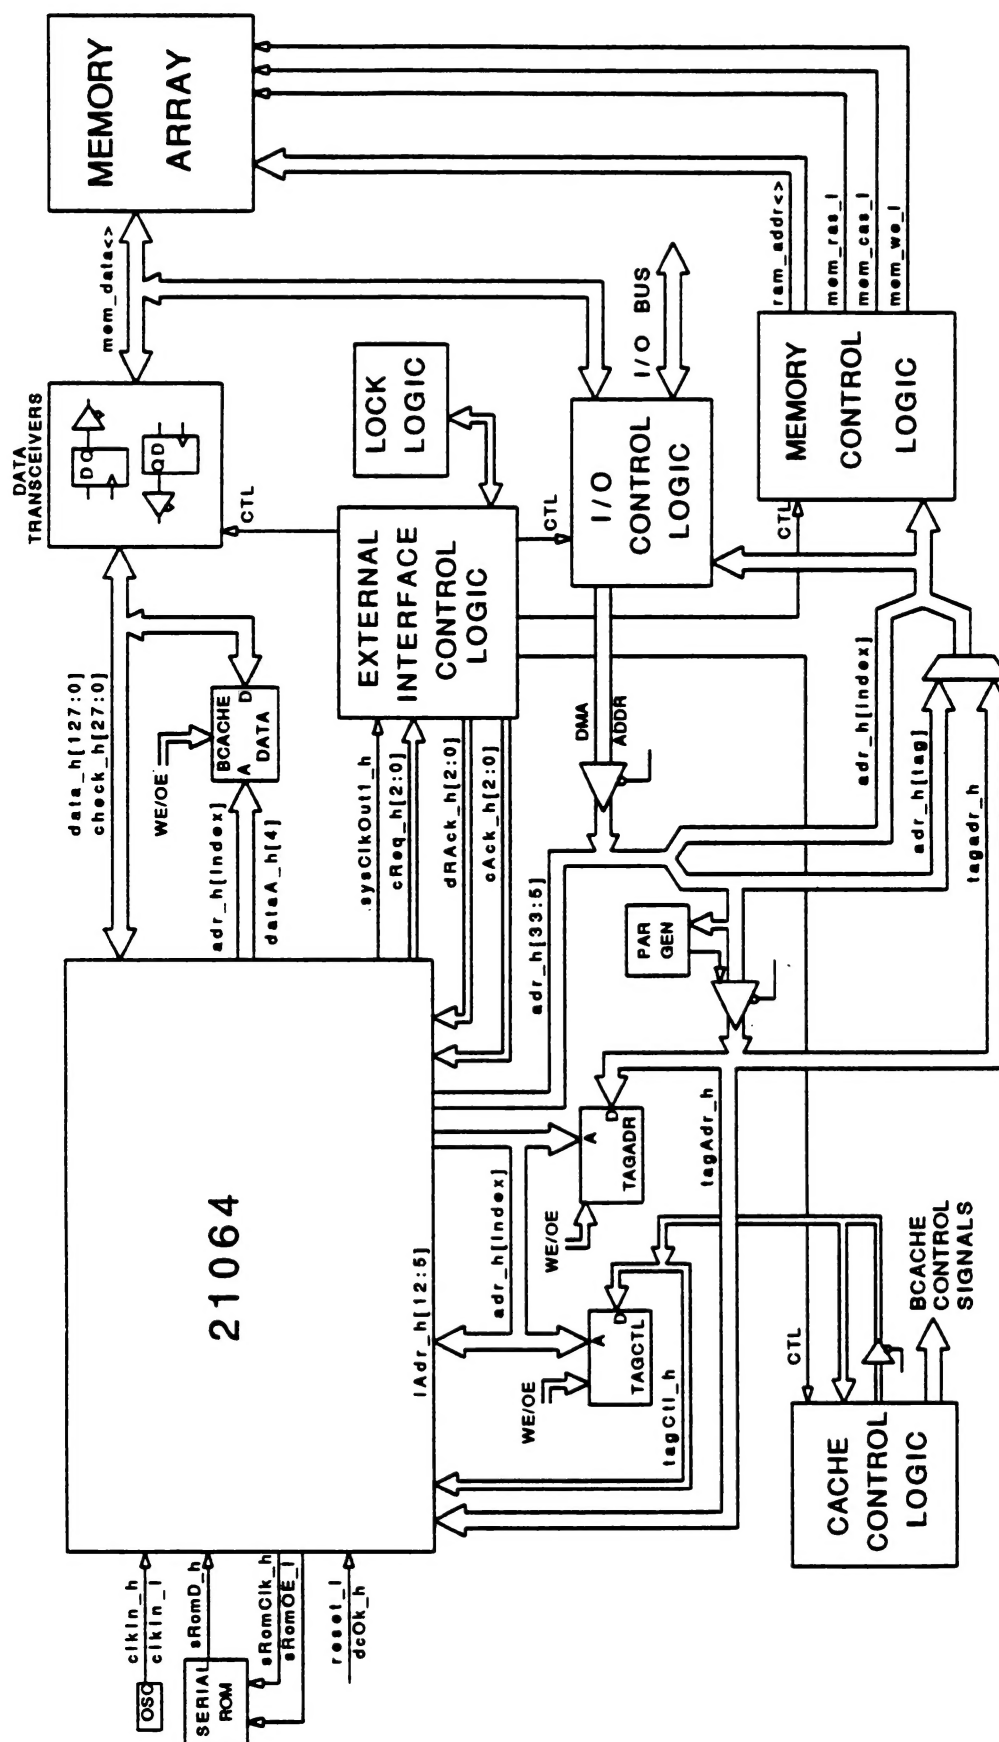 OSC
clkIn_h
clkIn_l
SERIAL
ROM
sRomD_h
sRomClk_h
sRomOE_l
reset_l
dcOk_h
21064
iAdr_h[12:5]
data_h[127:0]
check_h[27:0]
WE/OE
BCACHE
DATA
A
D
adr_h[index]
dataA_h[4]
DATA
TRANSCEIVERS
D Q
Q D
mem_data<>
MEMORY
ARRAY
CTL
LOCK
LOGIC
EXTERNAL
INTERFACE
CONTROL
LOGIC
sysClkOut1_h
cReq_h[2:0]
dRAck_h[2:0]
cAck_h[2:0]
adr_h[33:5]
CTL
I/O
CONTROL
LOGIC
I/O BUS
DMA
ADDR
ram_addr<>
mem_ras_l
mem_cas_l
mem_we_l
MEMORY
CONTROL
LOGIC
CTL
adr_h[index]
adr_h[tag]
tagadr_h
PAR
GEN
adr_h[index]
WE/OE
A
D
TAGADR
WE/OE
A
D
TAGCTL
tagAdr_h
tagCtl_h
CTL
CACHE
CONTROL
LOGIC
BCACHE
CONTROL
SIGNALS